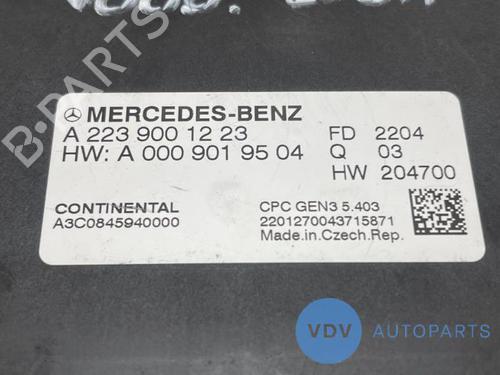 B-PARTS
MERCEDES-BENZ
A 223 900 12 23 FD 2204
HW: A 000 901 95 04 Q 03
HW 204700
CONTINENTAL CPC GEN3 5.403
A3C0845940000 2201270043715871
Made.in.Czech.Rep.
VDV AUTOPARTS